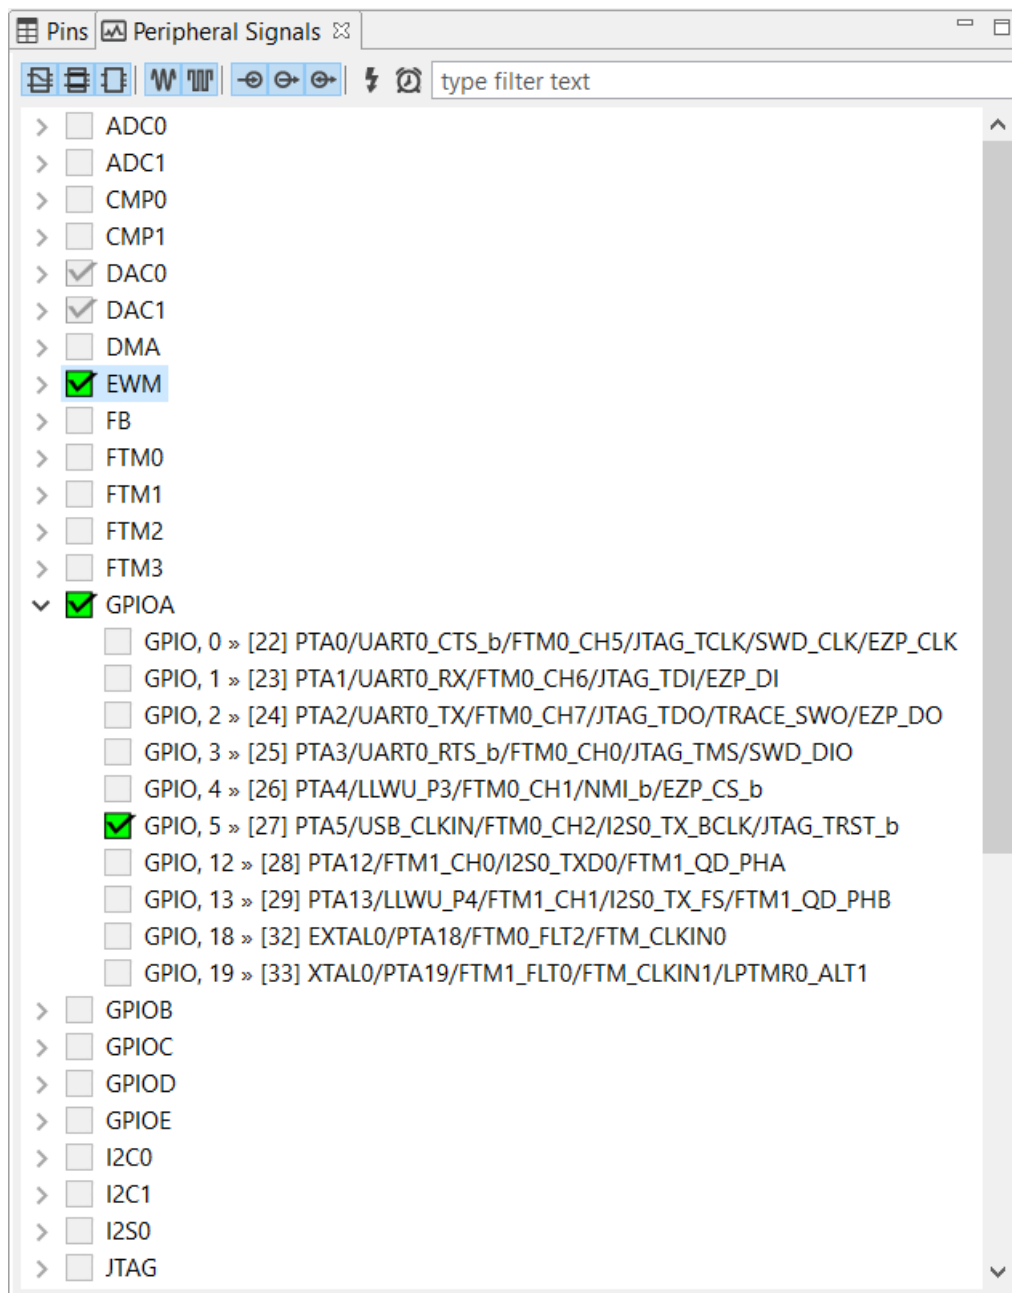 Pins Peripheral Signals
type filter text
ADC0
ADC1
CMP0
CMP1
DAC0
DAC1
DMA
EWM
FB
FTM0
FTM1
FTM2
FTM3
GPIOA
GPIO, 0 » [22] PTA0/UART0_CTS_b/FTM0_CH5/JTAG_TCLK/SWD_CLK/EZP_CLK
GPIO, 1 » [23] PTA1/UART0_RX/FTM0_CH6/JTAG_TDI/EZP_DI
GPIO, 2 » [24] PTA2/UART0_TX/FTM0_CH7/JTAG_TDO/TRACE_SWO/EZP_DO
GPIO, 3 » [25] PTA3/UART0_RTS_b/FTM0_CH0/JTAG_TMS/SWD_DIO
GPIO, 4 » [26] PTA4/LLWU_P3/FTM0_CH1/NMI_b/EZP_CS_b
GPIO, 5 » [27] PTA5/USB_CLKIN/FTM0_CH2/I2S0_TX_BCLK/JTAG_TRST_b
GPIO, 12 » [28] PTA12/FTM1_CH0/I2S0_TXD0/FTM1_QD_PHA
GPIO, 13 » [29] PTA13/LLWU_P4/FTM1_CH1/I2S0_TX_FS/FTM1_QD_PHB
GPIO, 18 » [32] EXTAL0/PTA18/FTM0_FLT2/FTM_CLKIN0
GPIO, 19 » [33] XTAL0/PTA19/FTM1_FLT0/FTM_CLKIN1/LPTMR0_ALT1
GPIOB
GPIOC
GPIOD
GPIOE
I2C0
I2C1
I2S0
JTAG